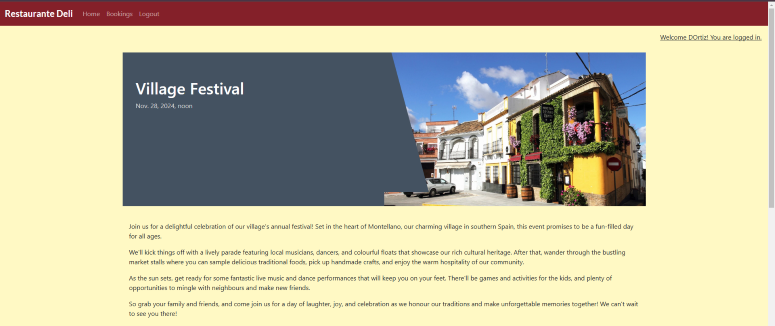 Restaurante Deli
Home Bookings Logout
Welcome DOrtiz! You are logged in.
Village Festival
Nov. 28, 2024, noon
Join us for a delightful celebration of our village's annual festival! Set in the heart of Montellano, our charming village in southern Spain, this event promises to be a fun-filled day
for all ages.
We'll kick things off with a lively parade featuring local musicians, dancers, and colourful floats that showcase our rich cultural heritage. After that, wander through the bustling
market stalls where you can sample delicious traditional foods, pick up handmade crafts, and enjoy the warm hospitality of our community.
As the sun sets, get ready for some fantastic live music and dance performances that will keep you on your feet. There'll be games and activities for the kids, and plenty of
opportunities to mingle with neighbours and make new friends.
So grab your family and friends, and come join us for a day of laughter, joy, and celebration as we honour our traditions and make unforgettable memories together! We can't wait
to see you there!